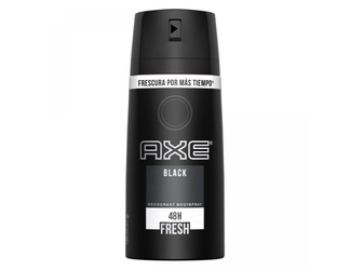 FRESCURA POR MÁS TIEMPO*
AXE
BLACK
DEODORANT BODYSPRAY
48H
FRESH